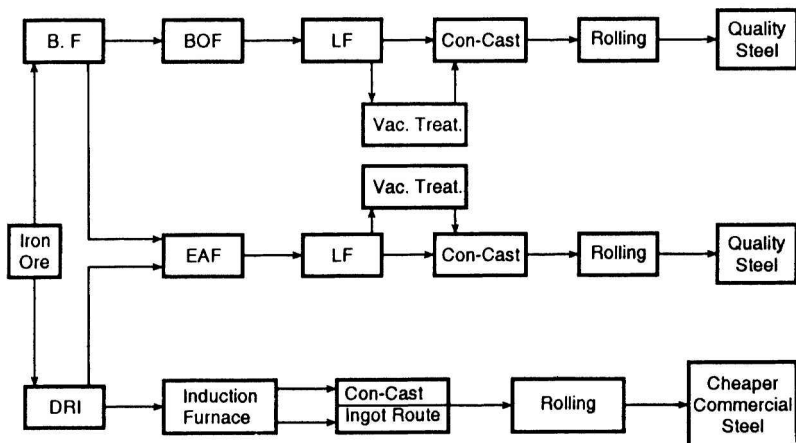 B. F
BOF
LF
Con-Cast
Rolling
Quality
Steel
Vac. Treat.
Vac. Treat.
Iron
Ore
EAF
LF
Con-Cast
Rolling
Quality
Steel
DRI
Induction
Furnace
Con-Cast
Ingot Route
Rolling
Cheaper
Commercial
Steel